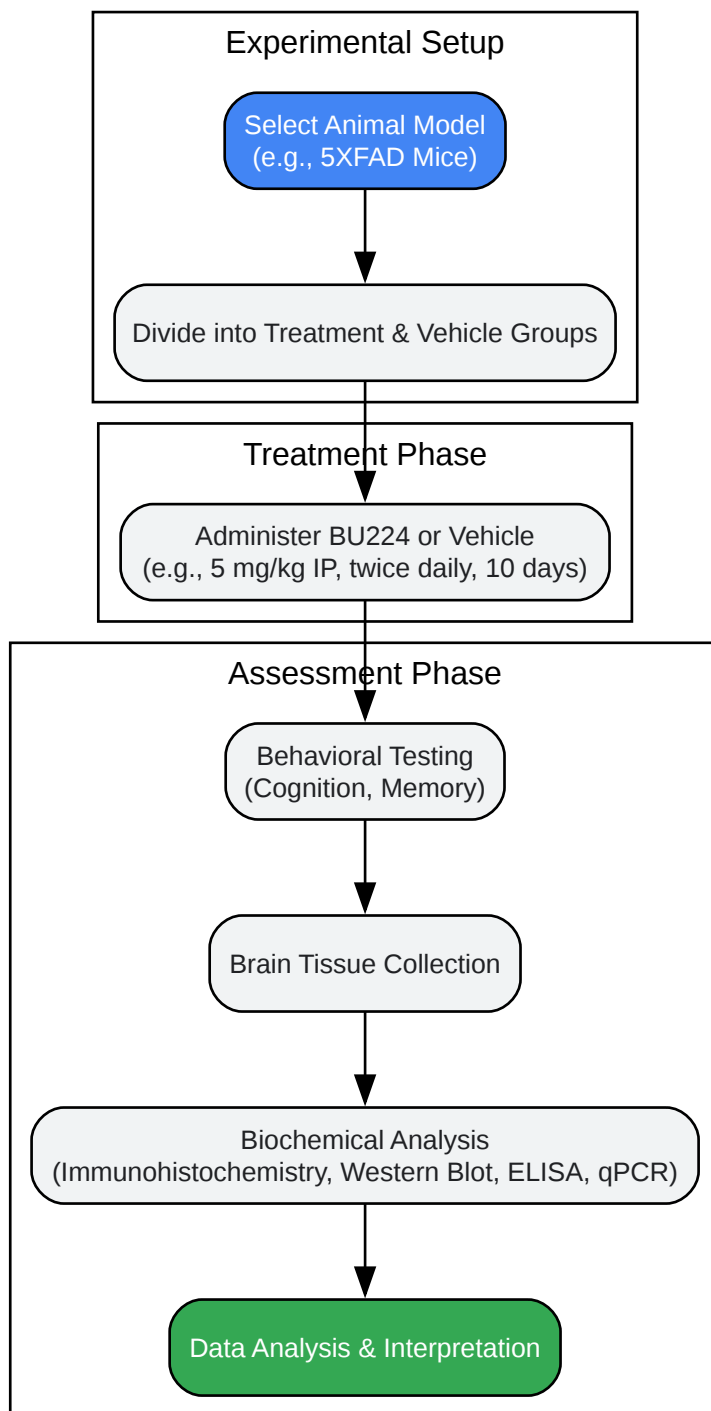 Experimental Setup
Select Animal Model
(e.g., 5XFAD Mice)
Divide into Treatment & Vehicle Groups
Treatment Phase
Administer BU224 or Vehicle
(e.g., 5 mg/kg IP, twice daily, 10 days)
Assessment Phase
Behavioral Testing
(Cognition, Memory)
Brain Tissue Collection
Biochemical Analysis
(Immunohistochemistry, Western Blot, ELISA, qPCR)
Data Analysis & Interpretation